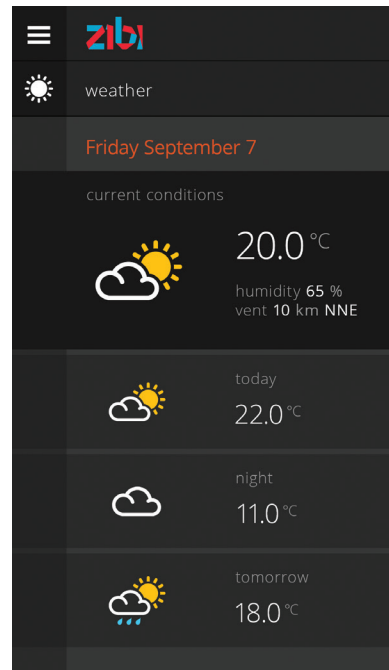 zibi
weather
Friday September 7
current conditions
20.0 °C
humidity 65 %
vent 10 km NNE
today
22.0 °C
night
11.0 °C
tomorrow
18.0 °C